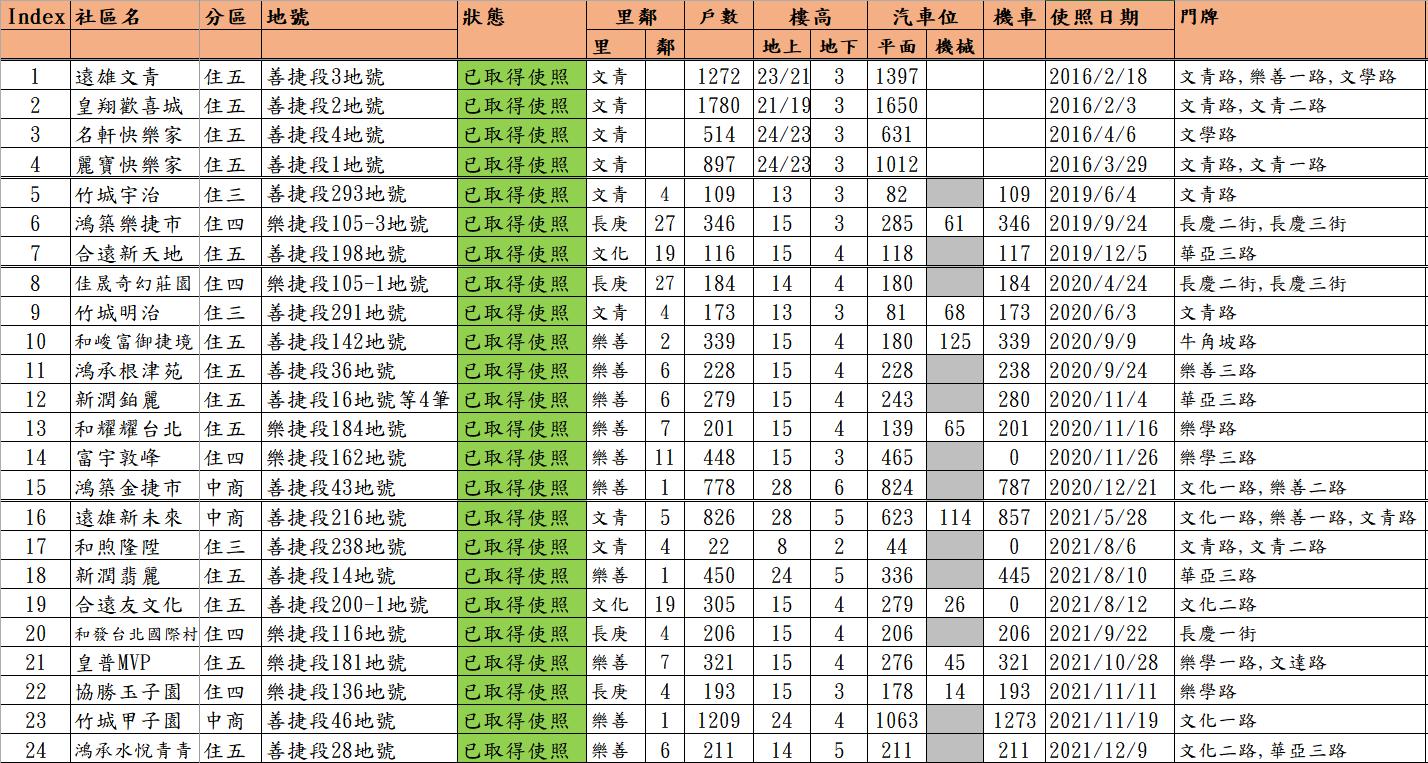 Index 社區名 分區 地號 狀態 里鄰 戶數 樓高 汽車位 機車 使照日期 門牌
里 鄰 地上 地下 平面 機械
1 遠雄文青 住五 善捷段3地號 已取得使照 文青 1272 23/21 3 1397 2016/2/18 文青路,樂善一路,文學路
2 皇翔歡喜城 住五 善捷段2地號 已取得使照 文青 1780 21/19 3 1650 2016/2/3 文青路,文青二路
3 名軒快樂家 住五 善捷段4地號 已取得使照 文青 514 24/23 3 631 2016/4/6 文學路
4 麗寶快樂家 住五 善捷段1地號 已取得使照 文青 897 24/23 3 1012 2016/3/29 文青路,文青一路
5 竹城宇治 住三 善捷段293地號 已取得使照 文青 4 109 13 3 82 109 2019/6/4 文青路
6 鴻築樂捷市 住四 樂捷段105-3地號 已取得使照 長庚 27 346 15 3 285 61 346 2019/9/24 長慶二街,長慶三街
7 合遠新天地 住五 善捷段198地號 已取得使照 文化 19 116 15 4 118 117 2019/12/5 華亞三路
8 佳晟奇幻莊園 住四 樂捷段105-1地號 已取得使照 長庚 27 184 14 4 180 184 2020/4/24 長慶二街,長慶三街
9 竹城明治 住三 善捷段291地號 已取得使照 文青 4 173 13 3 81 68 173 2020/6/3 文青路
10 和峻富御捷境 住五 善捷段142地號 已取得使照 樂善 2 339 15 4 180 125 339 2020/9/9 牛角坡路
11 鴻承根津苑 住五 善捷段36地號 已取得使照 樂善 6 228 15 4 228 238 2020/9/24 樂善三路
12 新潤鉑麗 住五 善捷段16地號等4筆 已取得使照 樂善 6 279 15 4 243 280 2020/11/4 華亞三路
13 和耀耀台北 住五 樂捷段184地號 已取得使照 樂善 7 201 15 4 139 65 201 2020/11/16 樂學路
14 富宇敦峰 住四 樂捷段162地號 已取得使照 樂善 11 448 15 3 465 0 2020/11/26 樂學三路
15 鴻築金捷市 中商 善捷段43地號 已取得使照 樂善 1 778 28 6 824 787 2020/12/21 文化一路,樂善二路
16 遠雄新未來 中商 善捷段216地號 已取得使照 文青 5 826 28 5 623 114 857 2021/5/28 文化一路,樂善一路,文青路
17 和煦隆陞 住三 善捷段238地號 已取得使照 文青 4 22 8 2 44 0 2021/8/6 文青路,文青二路
18 新潤翡麗 住五 善捷段14地號 已取得使照 樂善 1 450 24 5 336 445 2021/8/10 華亞三路
19 合遠友文化 住五 善捷段200-1地號 已取得使照 文化 19 305 15 4 279 26 0 2021/8/12 文化二路
20 和發台北國際村 住四 樂捷段116地號 已取得使照 長庚 4 206 15 4 206 206 2021/9/22 長慶一街
21 皇普MVP 住五 樂捷段181地號 已取得使照 樂善 7 321 15 4 276 45 321 2021/10/28 樂學一路,文達路
22 協勝玉子園 住四 樂捷段136地號 已取得使照 長庚 4 193 15 3 178 14 193 2021/11/11 樂學路
23 竹城甲子園 中商 善捷段46地號 已取得使照 樂善 1 1209 24 4 1063 1273 2021/11/19 文化一路
24 鴻承水悅青青 住五 善捷段28地號 已取得使照 樂善 6 211 14 5 211 211 2021/12/9 文化二路,華亞三路